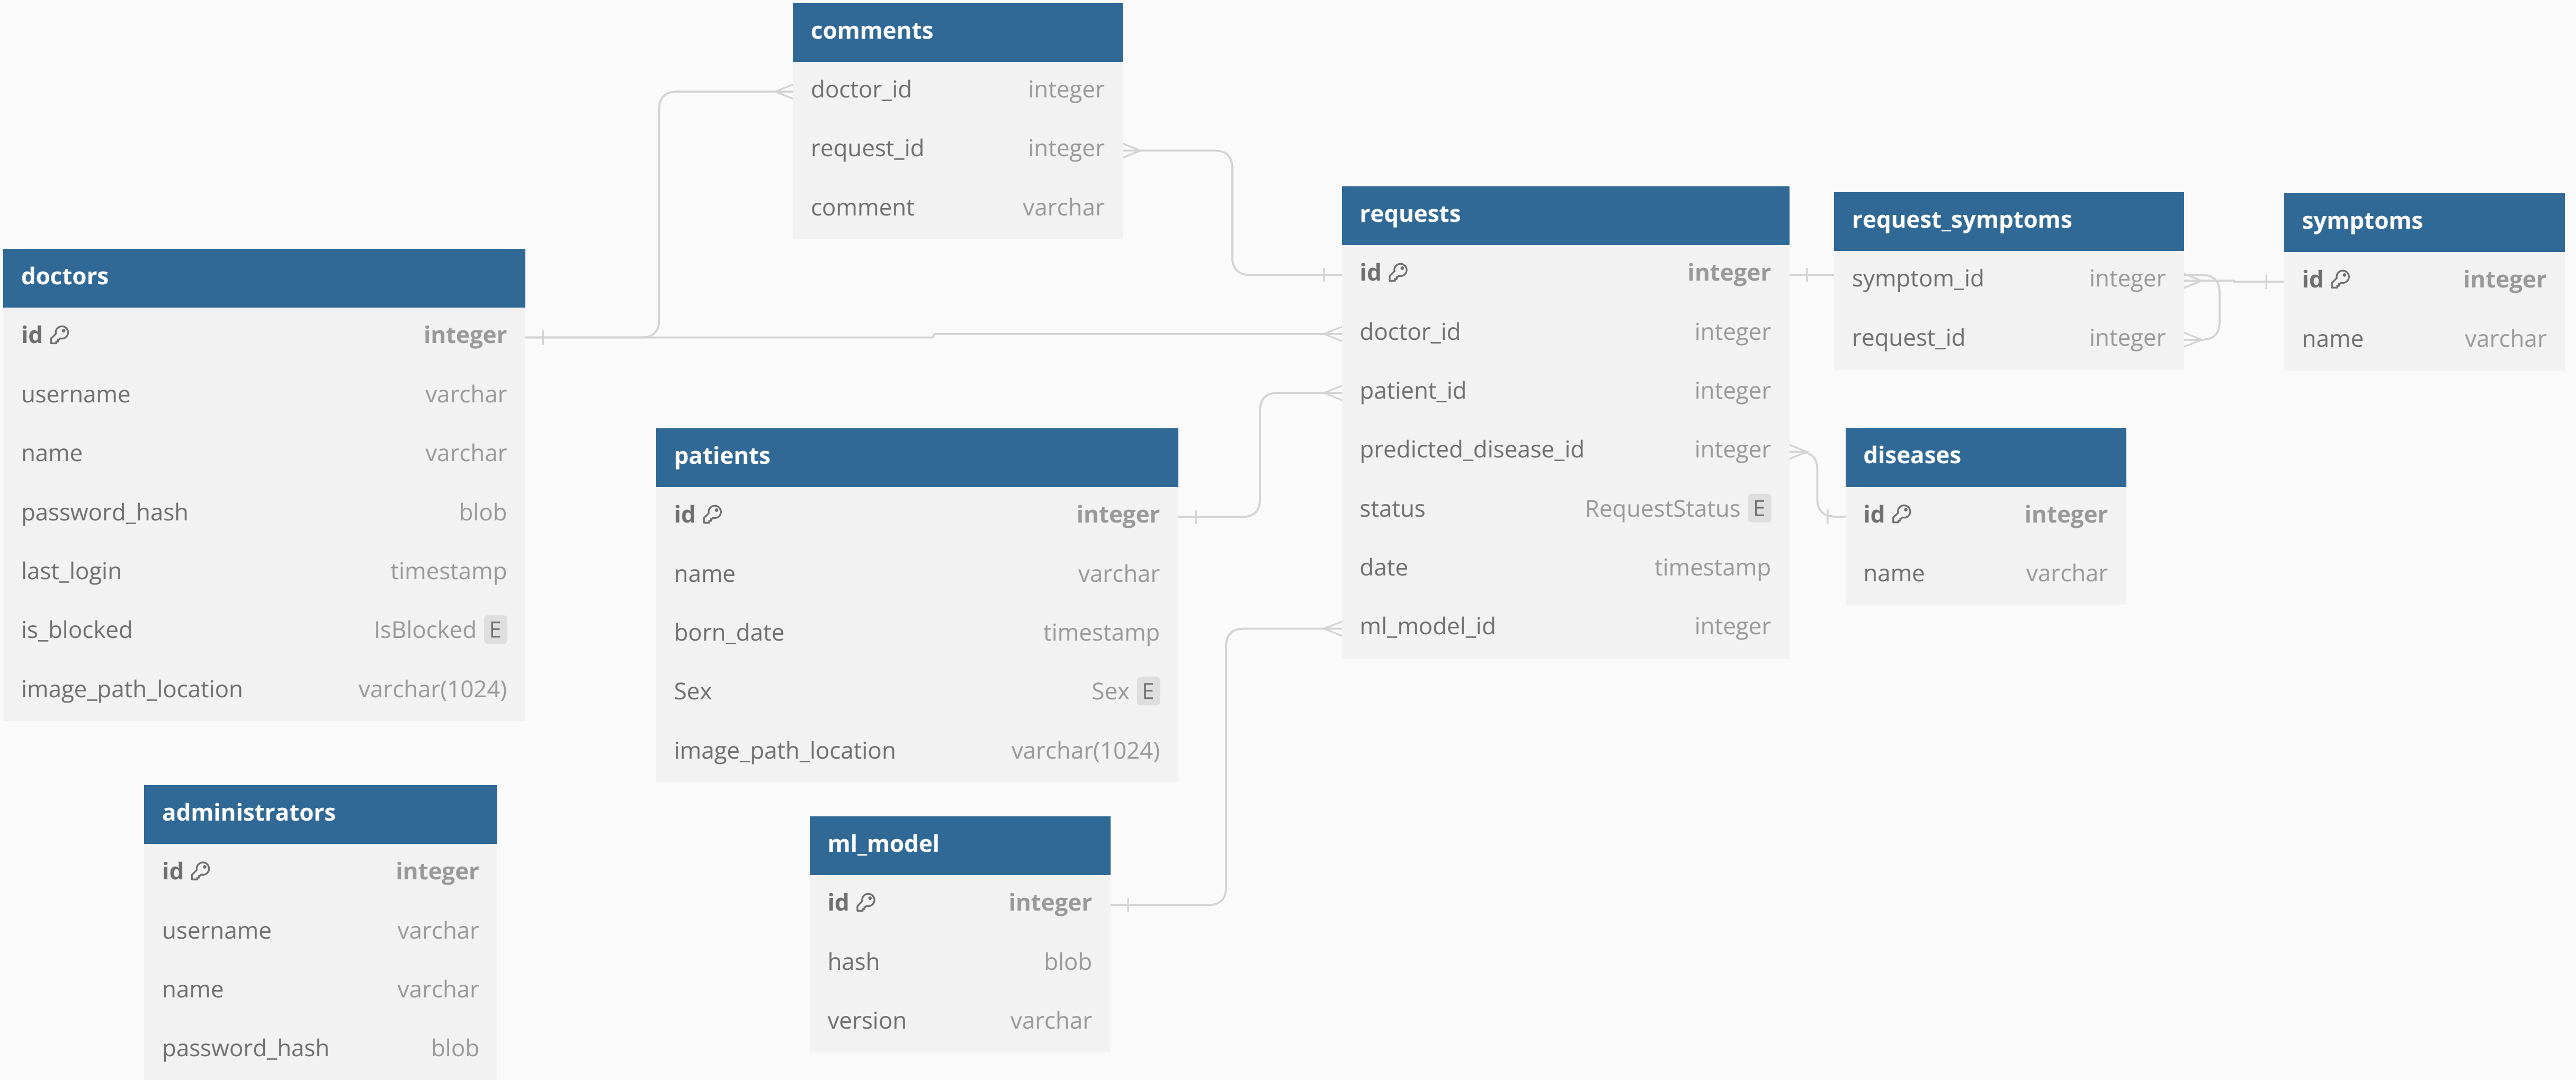 comments
doctor_id integer
request_id integer
comment varchar
doctors
id integer
username varchar
name varchar
password_hash blob
last_login timestamp
is_blocked IsBlocked E
image_path_location varchar(1024)
patients
id integer
name varchar
born_date timestamp
Sex Sex E
image_path_location varchar(1024)
administrators
id integer
username varchar
name varchar
password_hash blob
ml_model
id integer
hash blob
version varchar
requests
id integer
doctor_id integer
patient_id integer
predicted_disease_id integer
status RequestStatus E
date timestamp
ml_model_id integer
request_symptoms
symptom_id integer
request_id integer
symptoms
id integer
name varchar
diseases
id integer
name varchar